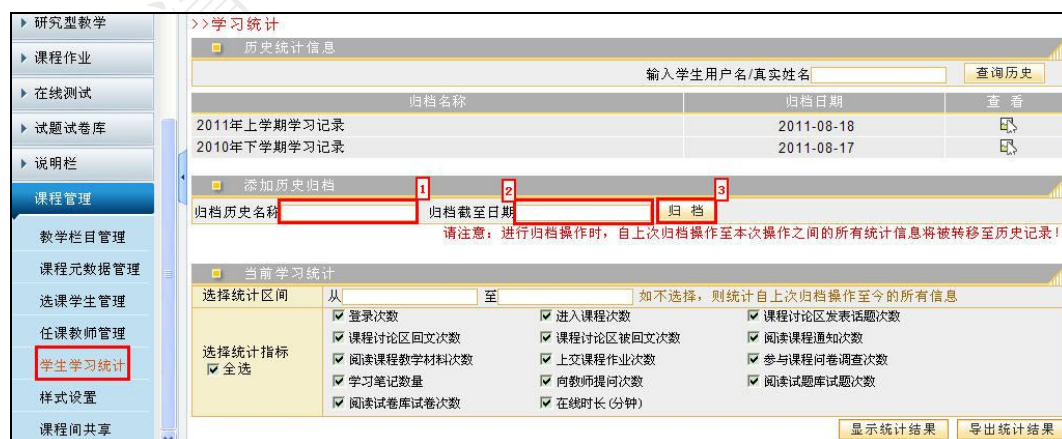 研究型教学
课程作业
在线测试
试题试卷库
说明栏
课程管理
教学栏目管理
课程元数据管理
选课学生管理
任课教师管理
学生学习统计
样式设置
课程间共享
>>学习统计
历史统计信息
输入学生用户名/真实姓名 查询历史
归档名称 归档日期 查 看
2011年上学期学习记录 2011-08-18
2010年下学期学习记录 2011-08-17
添加历史归档
1 2 3
归档历史名称 归档截至日期 归 档
请注意：进行归档操作时，自上次归档操作至本次操作之间的所有统计信息将被转移至历史记录！
当前学习统计
选择统计区间 从 至 如不选择，则统计自上次归档操作至今的所有信息
选择统计指标
全选
登录次数 进入课程次数 课程讨论区发表话题次数
课程讨论区回文次数 课程讨论区被回文次数 阅读课程通知次数
阅读课程教学材料次数 上交课程作业次数 参与课程问卷调查次数
学习笔记数量 向教师提问次数 阅读试题库试题次数
阅读试卷库试卷次数 在线时长(分钟)
显示统计结果 导出统计结果